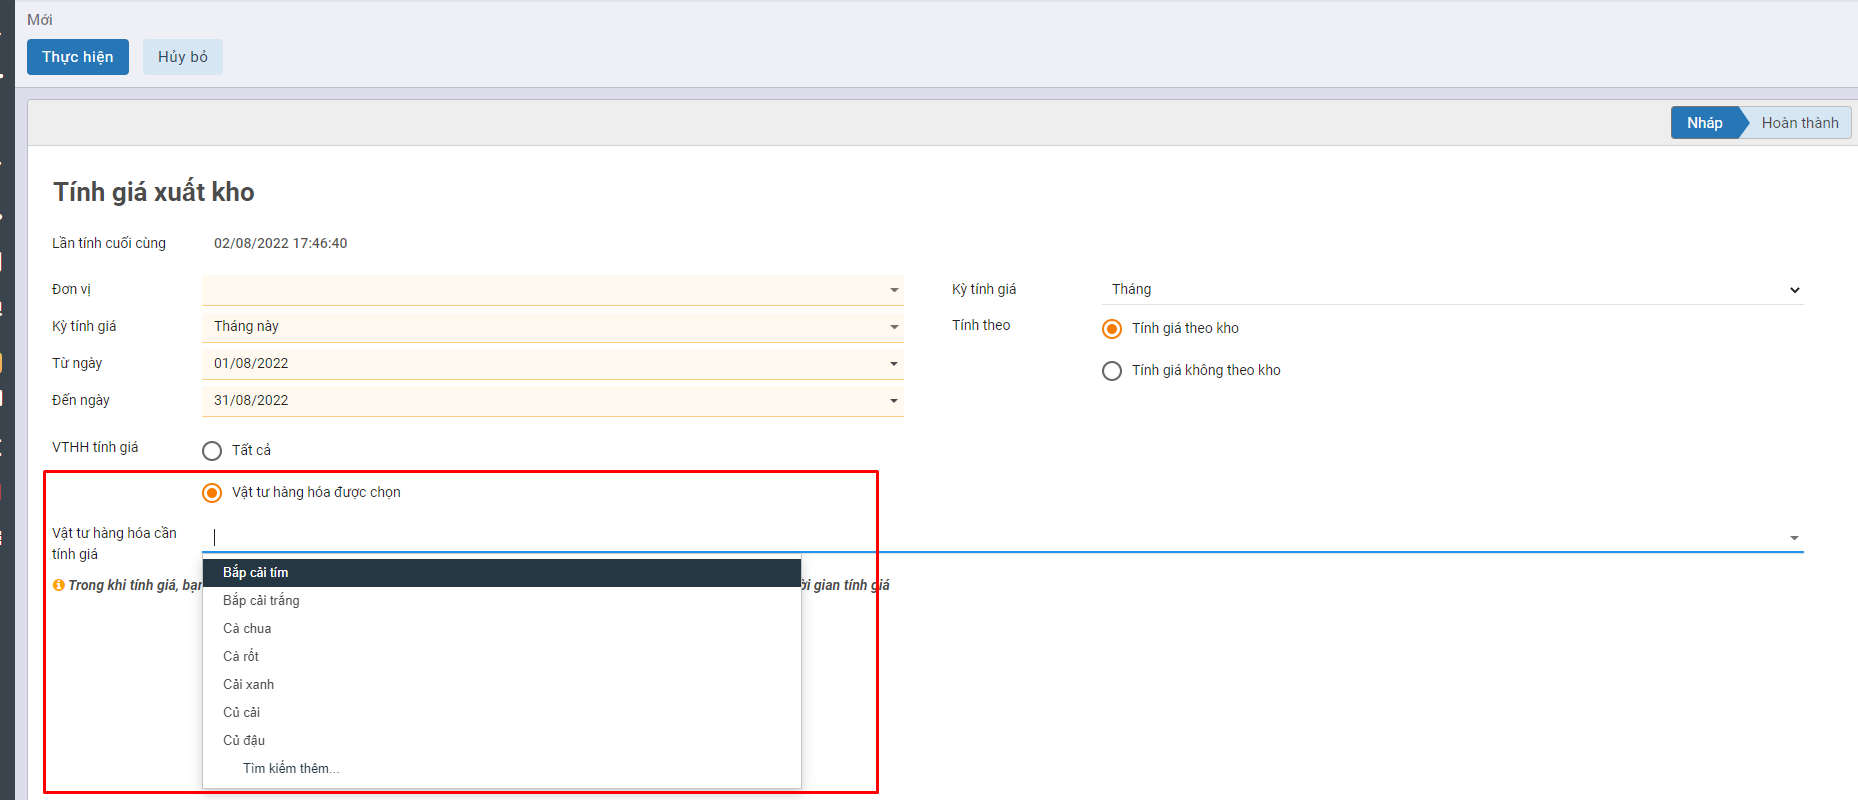 Mới
Thực hiện
Hủy bỏ
Nháp
Hoàn thành
Tính giá xuất kho
Lần tính cuối cùng
02/08/2022 17:46:40
Đơn vị
Kỳ tính giá
Tháng
Kỳ tính giá
Tháng này
Tính theo
Tính giá theo kho
Từ ngày
01/08/2022
Tính giá không theo kho
Đến ngày
31/08/2022
VTHH tính giá
Tất cả
Vật tư hàng hóa được chọn
Vật tư hàng hóa cần
tính giá
Bắp cải tím
Trong khi tính giá, bạn
gian tính giá
Bắp cải trắng
Cà chua
Cà rốt
Cải xanh
Củ cải
Củ đậu
Tìm kiếm thêm...